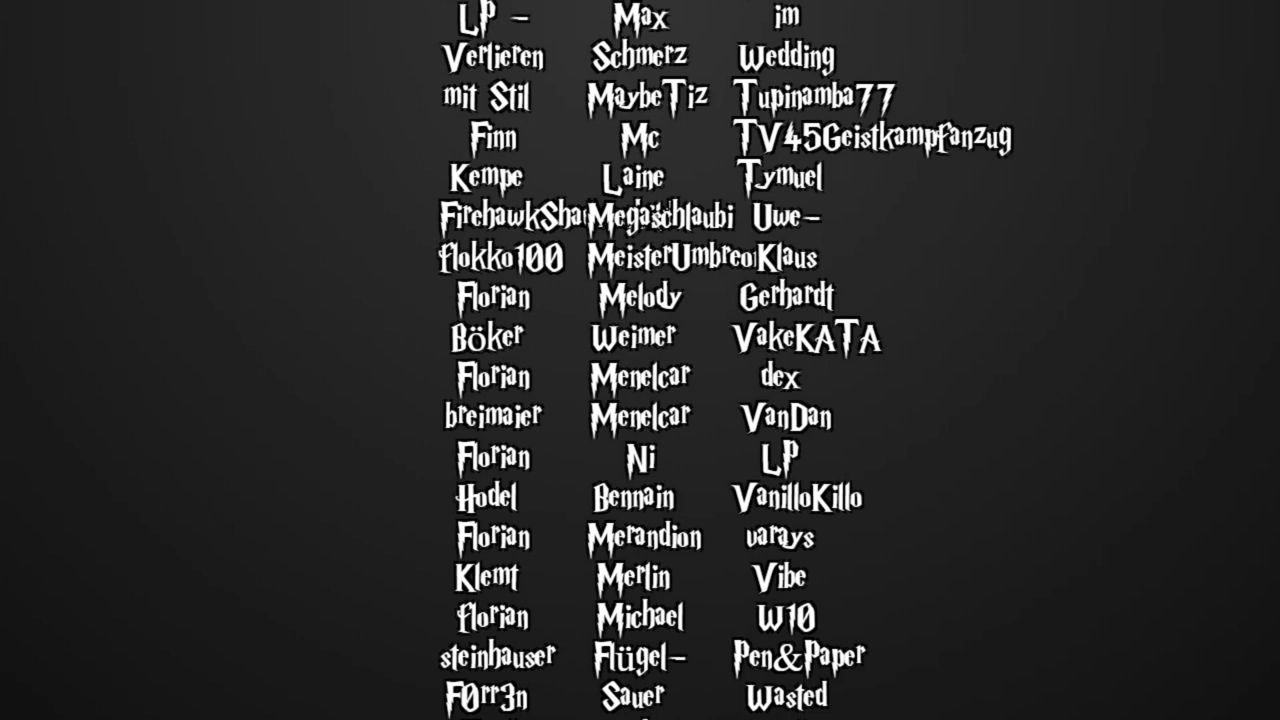 LP -
Verlieren
mit Stil
Finn
Kempe
flokko100
Florian
Böker
Florian
breimaier
Florian
Hodel
Florian
Klemt
florian
steinhauser
F0rr3n
Max
Schmerz
MaybeTiz
Mc
Laine
Megaschlaubi
Melody
Weimer
Menelcar
Menelcar
Ni
Bennain
Merandion
Merlin
Michael
Flügel-
Sauer
im
Wedding
Tupinamba77
TV45Geistkampfanzug
Tymuel
Uwe-
Klaus
Gerhardt
VakeKATA
dex
VanDan
LP
VanilloKillo
varays
Vibe
W10
Pen&Paper
Wasted